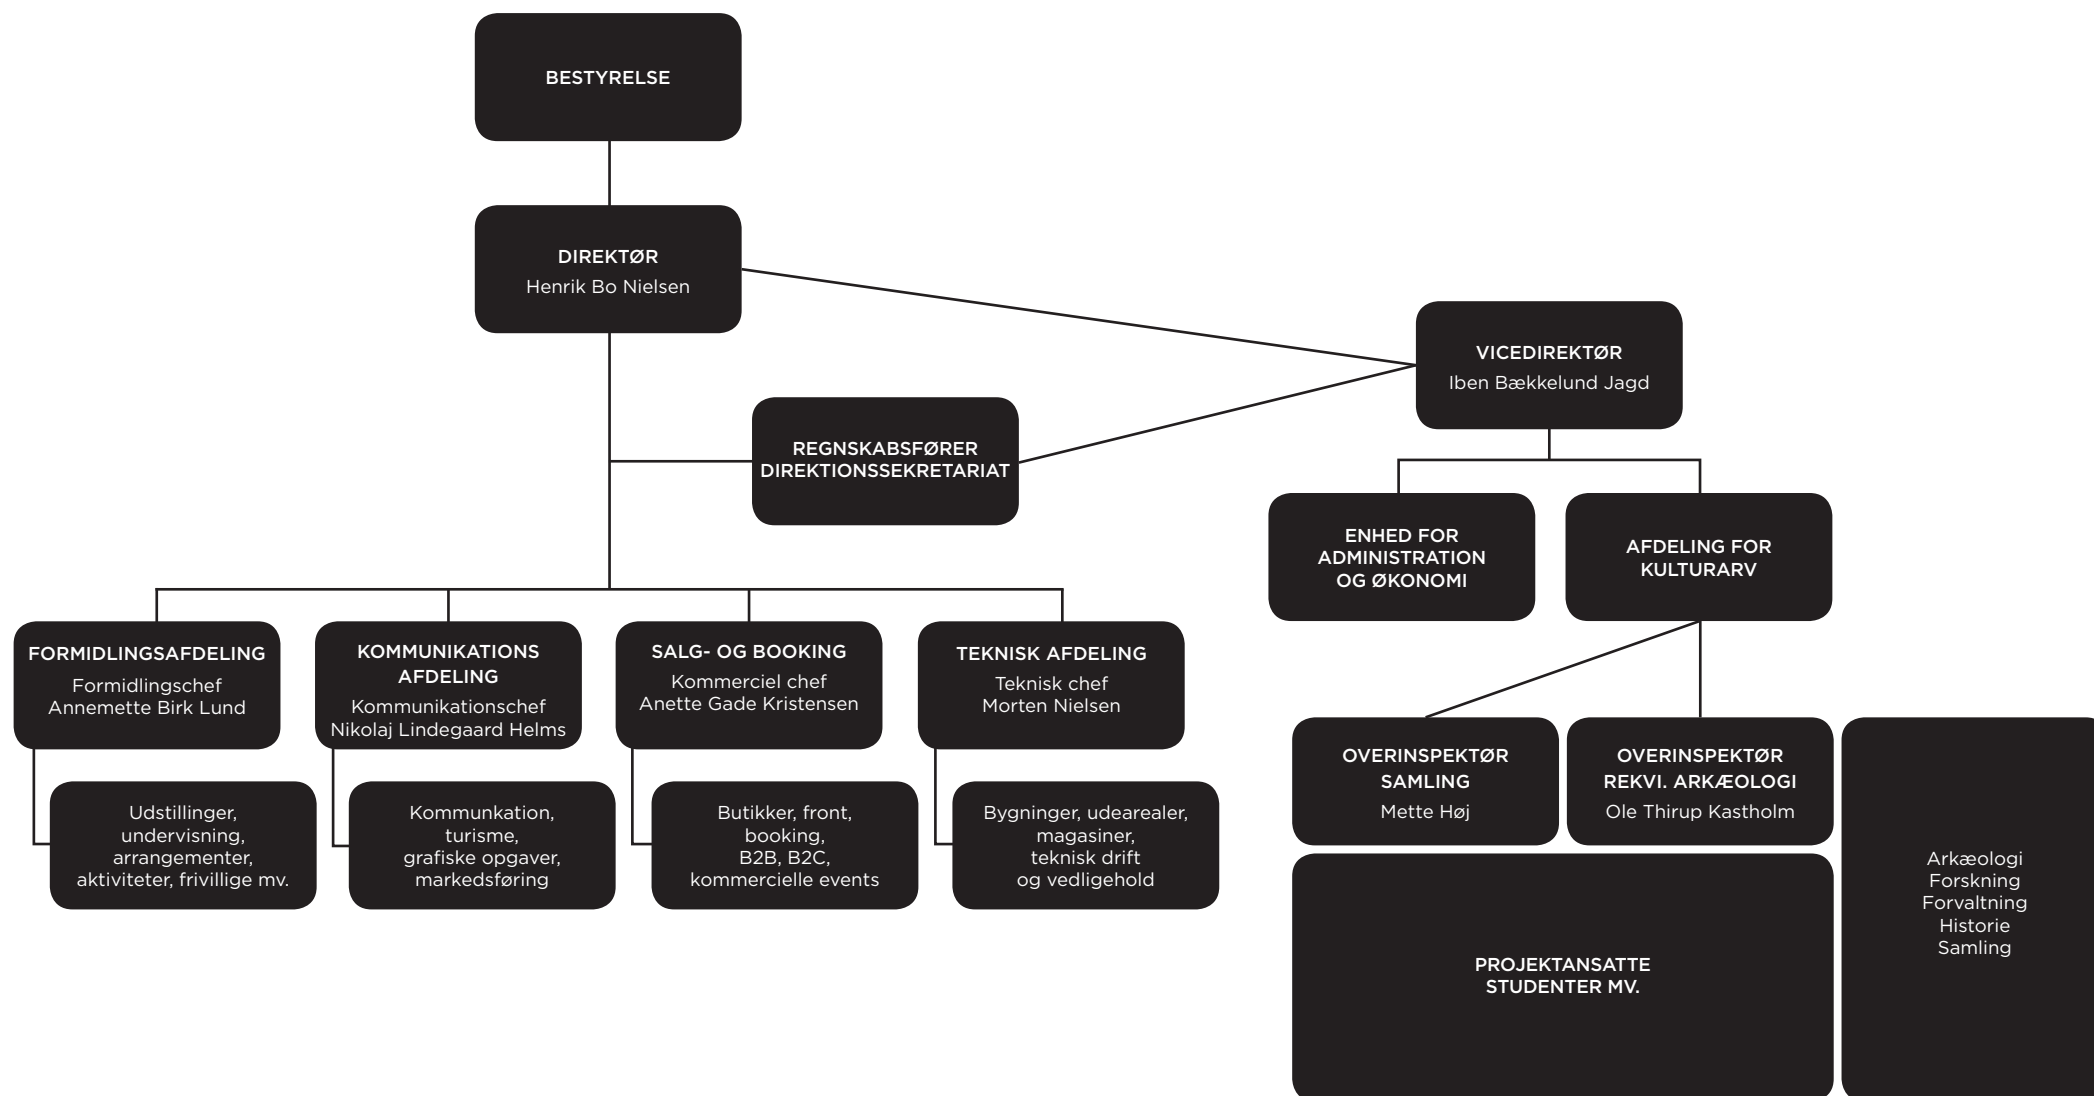 BESTYRELSE
DIREKTØR
Henrik Bo Nielsen
VICEDIREKTØR
Iben Bækkelund Jagd
REGNSKABSFØRER
DIREKTIONSSEKRETARIAT
ENHED FOR
ADMINISTRATION
OG ØKONOMI
AFDELING FOR
KULTURARV
FORMIDLINGSAFDELING
Formidlingschef
Annemette Birk Lund
KOMMUNIKATIONS
AFDELING
Kommunikationschef
Nikolaj Lindegaard Helms
SALG- OG BOOKING
Kommerciel chef
Anette Gade Kristensen
TEKNISK AFDELING
Teknisk chef
Morten Nielsen
Udstillinger,
undervisning,
arrangementer,
aktiviteter, frivillige mv.
Kommunkation,
turisme,
grafiske opgaver,
markedsføring
Butikker, front,
booking,
B2B, B2C,
kommercielle events
Bygninger, udearealer,
magasiner,
teknisk drift
og vedligehold
OVERINSPEKTØR
SAMLING
Mette Høj
OVERINSPEKTØR
REKVI. ARKÆOLOGI
Ole Thirup Kastholm
PROJEKTANSATTE
STUDENTER MV.
Arkæologi
Forskning
Forvaltning
Historie
Samling